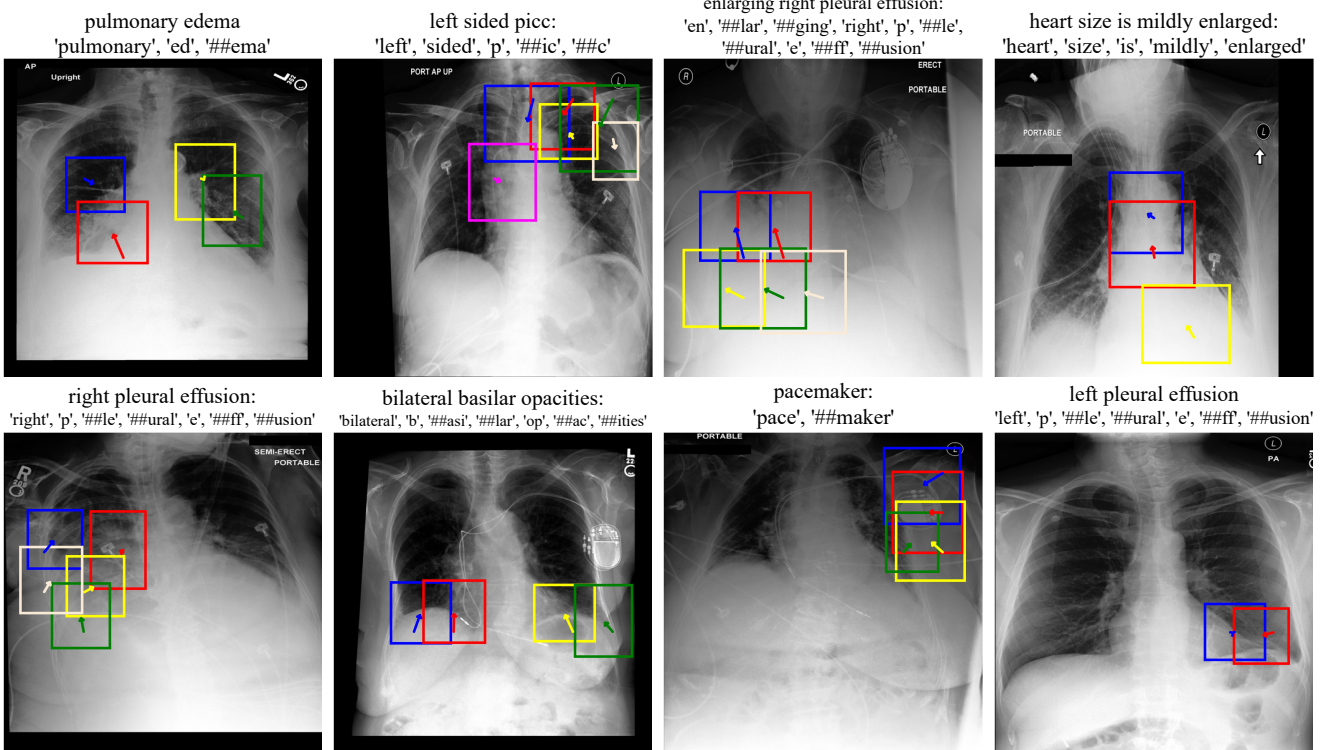 pulmonary edema
'pulmonary', 'ed', '##ema'
AP
Upright
L
left sided picc:
'left', 'sided', 'p', '##ic', '##c'
PORT AP UP
L
enlarging right pleural effusion:
'en', '##lar', '##ging', 'right', 'p', '##le',
'##ural', 'e', '##ff', '##usion'
R
ERECT
PORTABLE
heart size is mildly enlarged:
'heart', 'size', 'is', 'mildly', 'enlarged'
PORTABLE
L
right pleural effusion:
'right', 'p', '##le', '##ural', 'e', '##ff', '##usion'
R
SEMI-ERECT
PORTABLE
bilateral basilar opacities:
'bilateral', 'b', '##asi', '##lar', 'op', '##ac', '##ities'
L
pacemaker:
'pace', '##maker'
PORTABLE
L
left pleural effusion
'left', 'p', '##le', '##ural', 'e', '##ff', '##usion'
L
PA